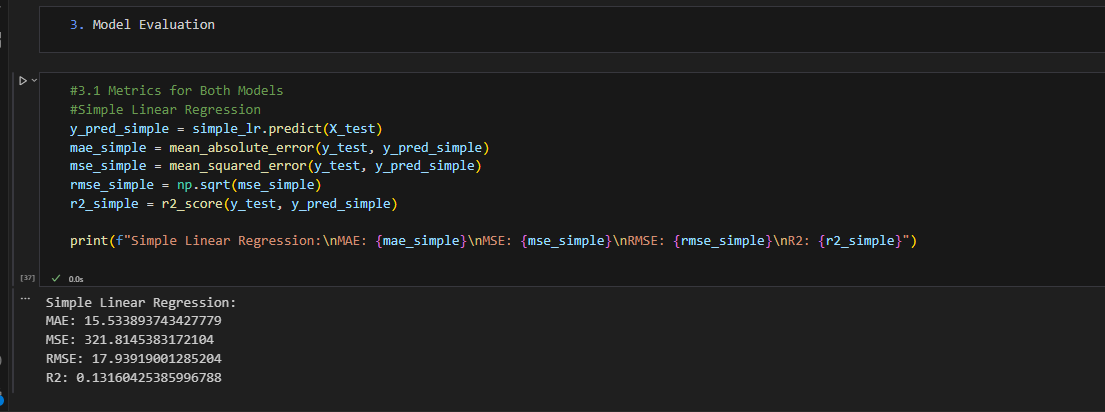 3. Model Evaluation
#3.1 Metrics for Both Models
#Simple Linear Regression
y_pred_simple = simple_lr.predict(X_test)
mae_simple = mean_absolute_error(y_test, y_pred_simple)
mse_simple = mean_squared_error(y_test, y_pred_simple)
rmse_simple = np.sqrt(mse_simple)
r2_simple = r2_score(y_test, y_pred_simple)
print(f"Simple Linear Regression:\nMAE: {mae_simple}\nMSE: {mse_simple}\nRMSE: {rmse_simple}\nR2: {r2_simple}")
[37] 0.0s
Simple Linear Regression:
MAE: 15.533893743427779
MSE: 321.8145383172104
RMSE: 17.93919001285204
R2: 0.13160425385996788